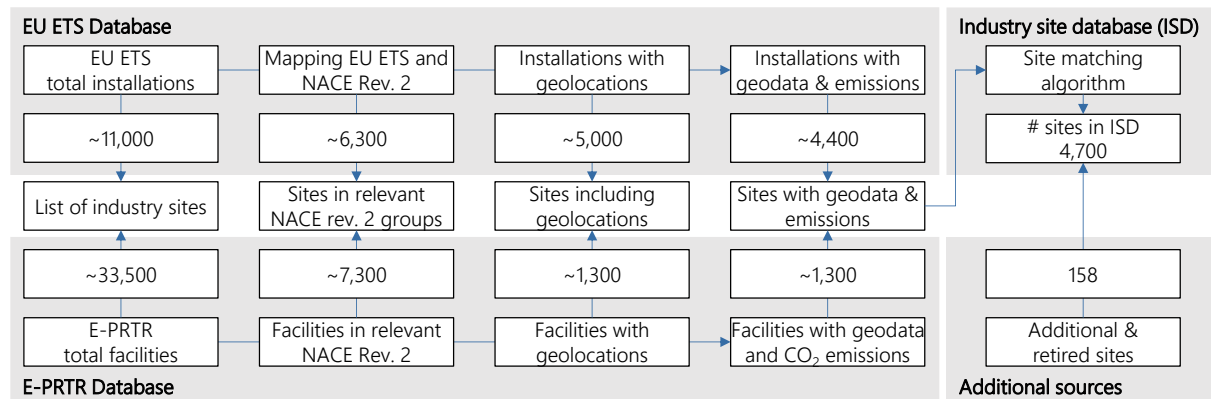 EU ETS Database
Industry site database (ISD)
EU ETS
total installations
Mapping EU ETS and
NACE Rev. 2
Installations with
geolocations
Installations with
geodata & emissions
Site matching
algorithm
~11,000
~6,300
~5,000
~4,400
# sites in ISD
4,700
List of industry sites
Sites in relevant
NACE rev. 2 groups
Sites including
geolocations
Sites with geodata &
emissions
~33,500
~7,300
~1,300
~1,300
158
E-PRTR
total facilities
Facilities in relevant
NACE Rev. 2
Facilities with
geolocations
Facilities with geodata
and CO₂ emissions
Additional &
retired sites
E-PRTR Database
Additional sources